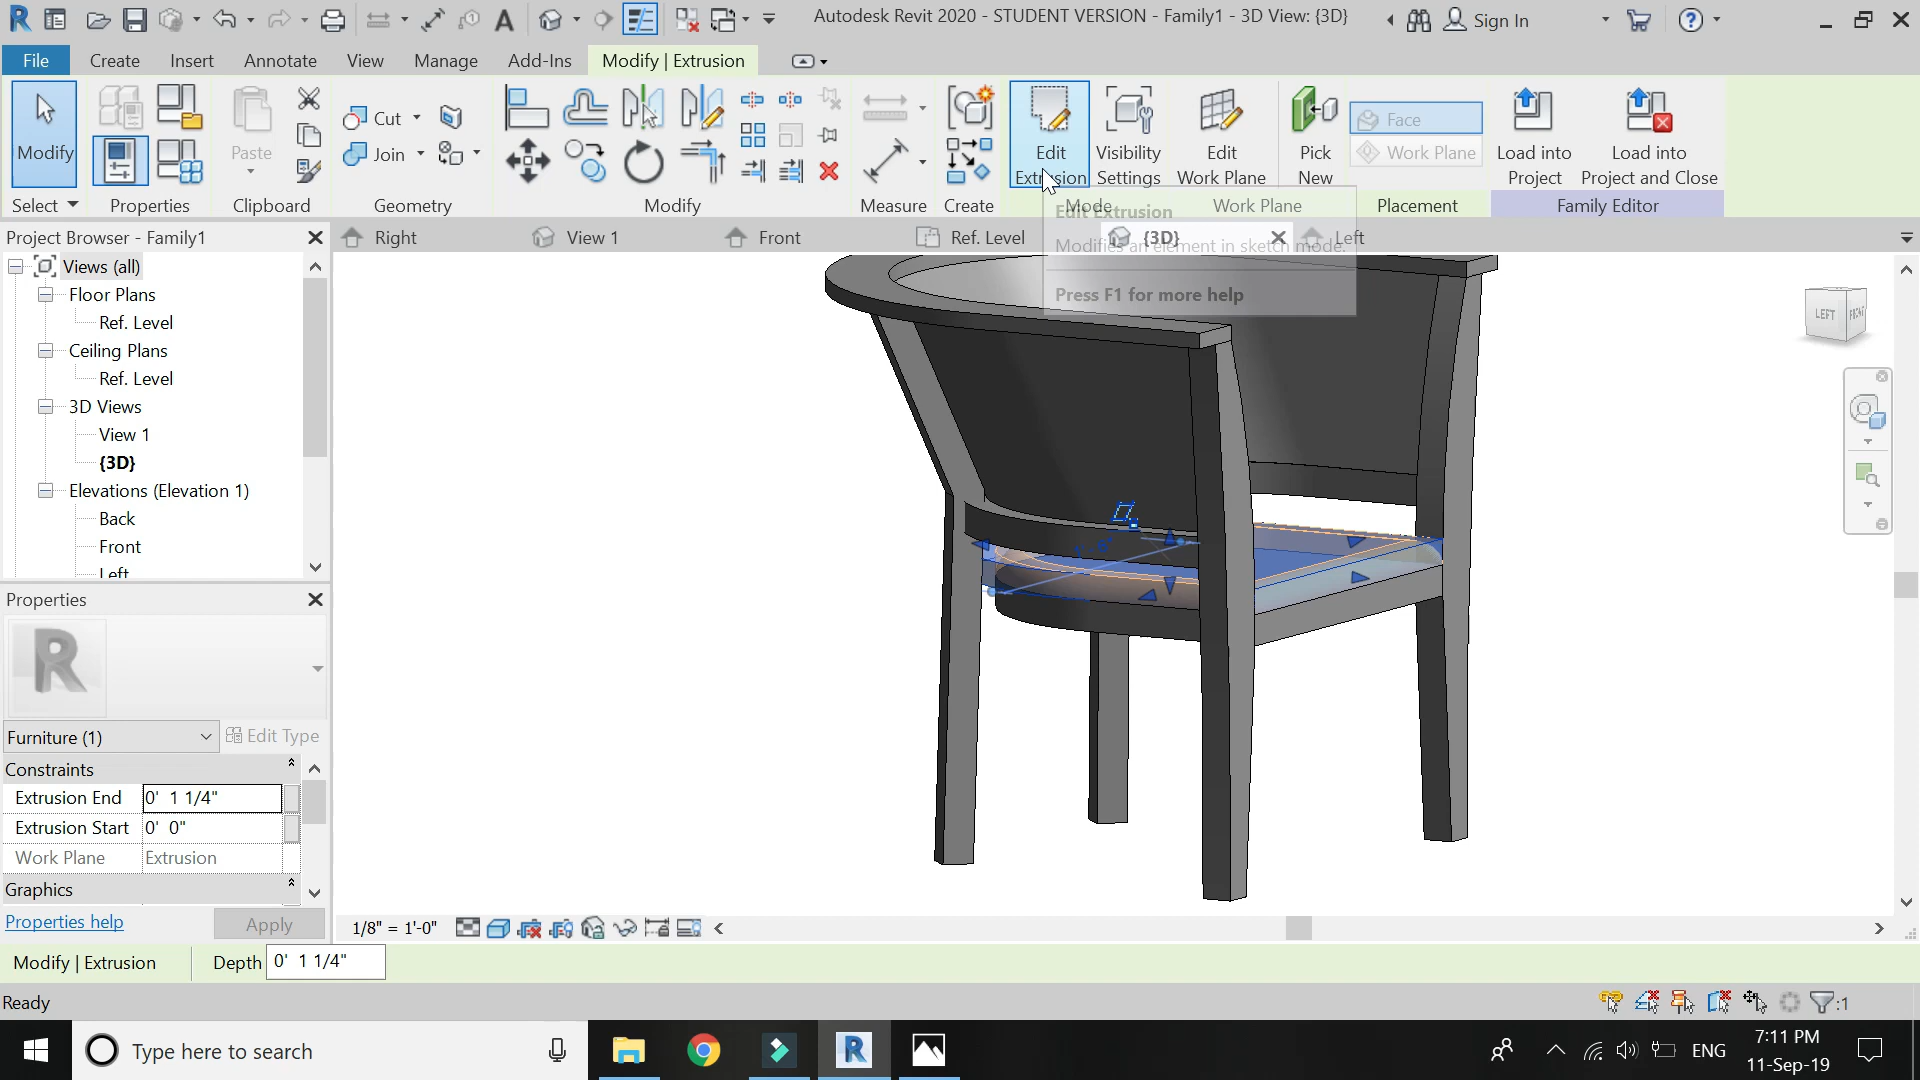 Autodesk Revit 2020 - STUDENT VERSION - Family1 - 3D View: {3D}
Sign In
File
Create
Insert
Annotate
View
Manage
Add-Ins
Modify | Extrusion
Modify
Paste
Cut
Join
Edit
Extrusion
Visibility
Settings
Edit
Work Plane
Pick
New
Face
Work Plane
Load into
Project
Load into
Project and Close
Select
Properties
Clipboard
Geometry
Modify
Measure
Create
Mode
Work Plane
Placement
Family Editor
Edit Extrusion
Modifies an element in sketch mode.
Press F1 for more help
Project Browser - Family1
Right
View 1
Front
Ref. Level
{3D}
Left
Views (all)
Floor Plans
Ref. Level
Ceiling Plans
Ref. Level
3D Views
View 1
{3D}
Elevations (Elevation 1)
Back
Front
Left
LEFT
FRONT
Properties
R
Furniture (1)
Edit Type
Constraints
Extrusion End
0' 1 1/4"
Extrusion Start
0' 0"
Work Plane
Extrusion
Graphics
Properties help
Apply
1/8" = 1'-0"
Modify | Extrusion
Depth
0' 1 1/4"
Ready
:1
Type here to search
ENG
7:11 PM
11-Sep-19